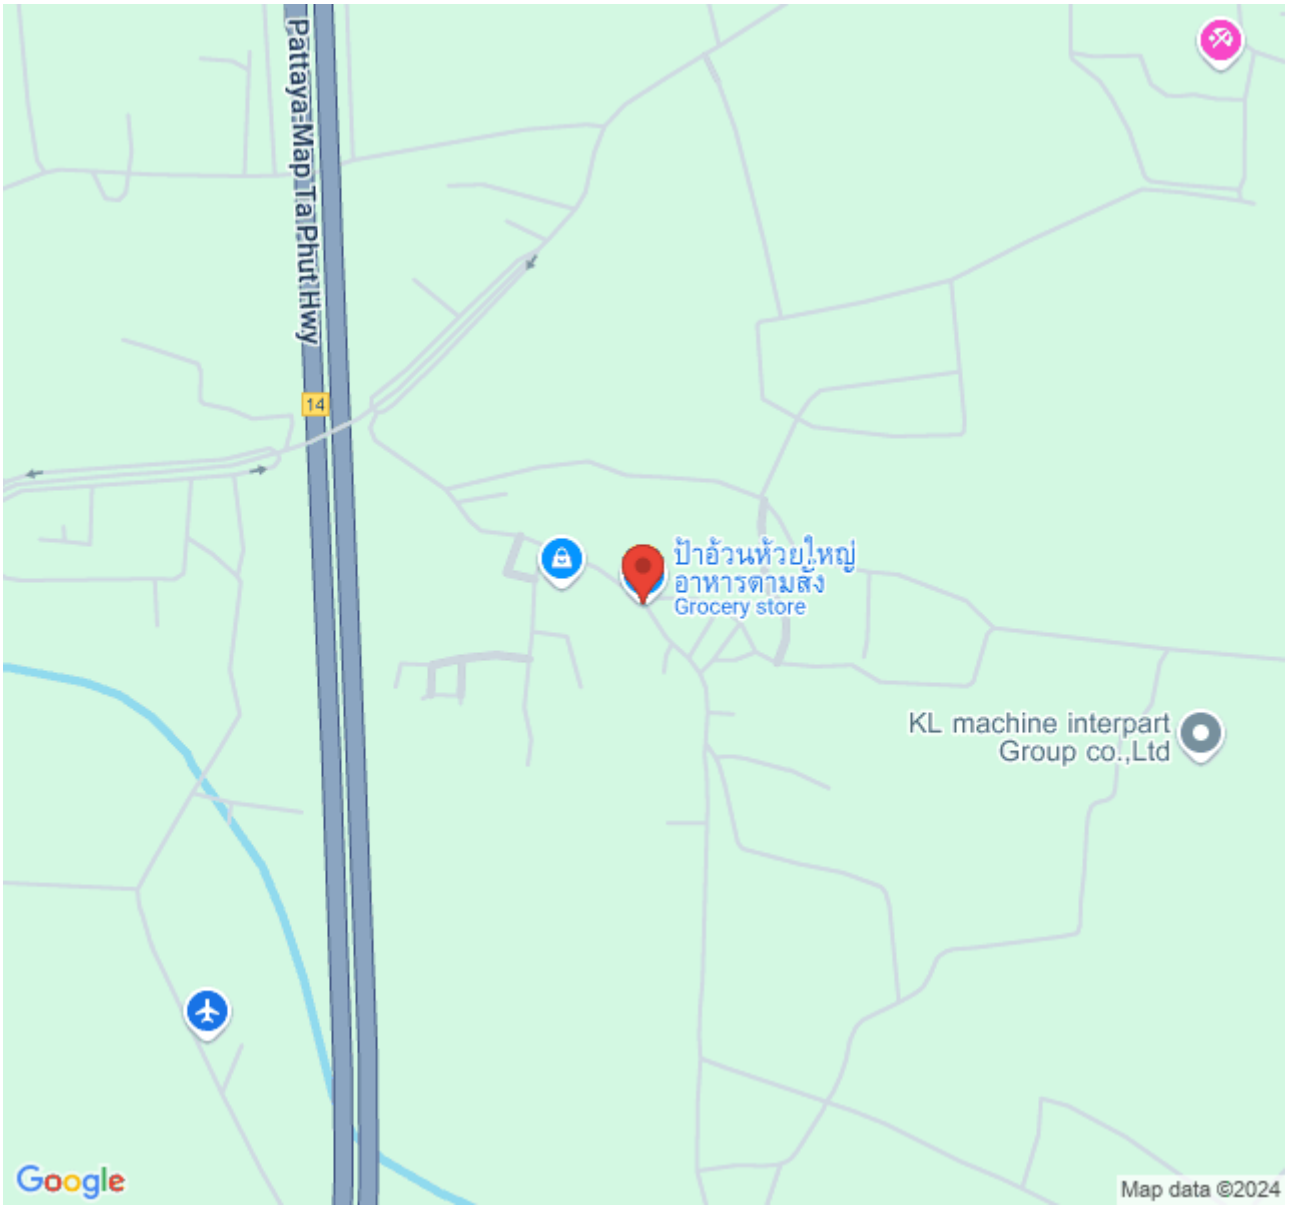 Pattaya-Map Ta Phut Hwy
14
ป้าอ้วนห้วยใหญ่
อาหารตามสั่ง
Grocery store
KL machine interpart
Group co.,Ltd
Google
Map data ©2024